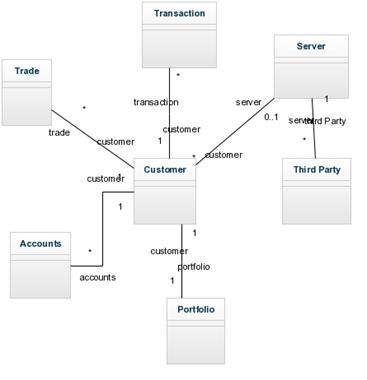 Transaction
Server
Trade
*
*
1
transaction
server
0..1
server
third Party
trade
customer
customer
1
*
*
customer
Customer
Third Party
customer
1
1
1
Accounts
*
customer
accounts
portfolio
1
Portfolio